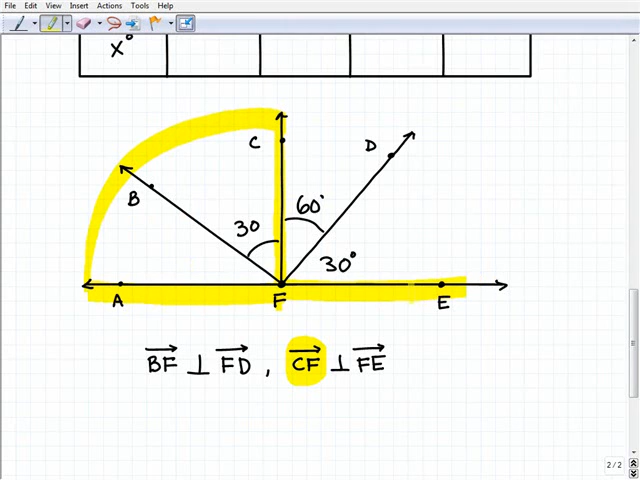 File Edit View Insert Actions Tools Help
X°
C
D
B
30
60°
30°
A
F
E
BF ⊥ FD, CF ⊥ FE
2 / 2